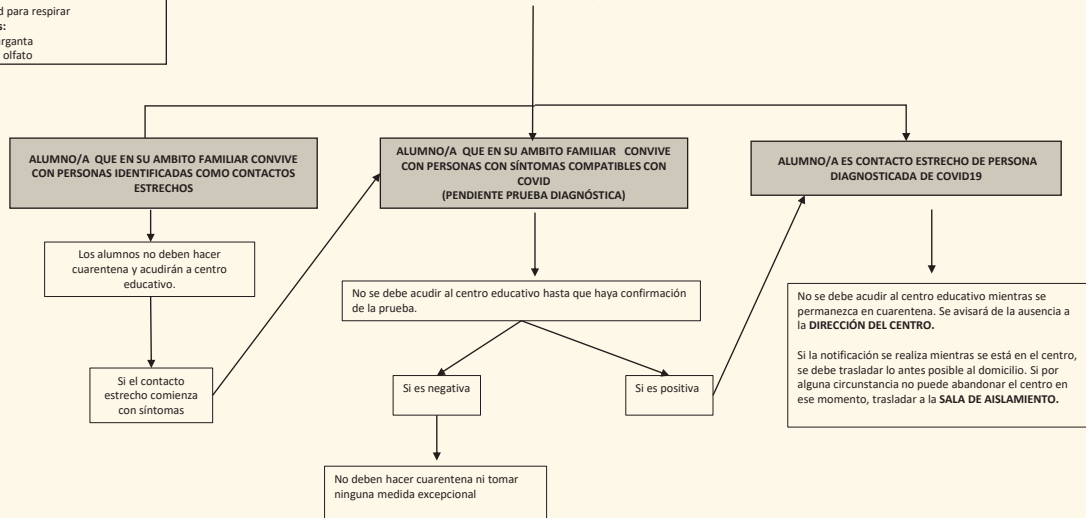 para respirar
s:
olfato
ALUMNO/A QUE EN SU AMBITO FAMILIAR CONVIVE
CON PERSONAS IDENTIFICADAS COMO CONTACTOS
ESTRECHOS
Los alumnos no deben hacer
cuarentena y acudirán a centro
educativo.
Si el contacto
estrecho comienza
con síntomas
ALUMNO/A QUE EN SU AMBITO FAMILIAR CONVIVE
CON PERSONAS CON SÍNTOMAS COMPATIBLES CON
COVID
(PENDIENTE PRUEBA DIAGNÓSTICA)
No se debe acudir al centro educativo hasta que haya confirmación
de la prueba.
Si es negativa
No deben hacer cuarentena ni tomar
ninguna medida excepcional
Si es positiva
ALUMNO/A ES CONTACTO ESTRECHO DE PERSONA
DIAGNOSTICADA DE COVID19
No se debe acudir al centro educativo mientras se
permanezca en cuarentena. Se avisará de la ausencia a
la DIRECCIÓN DEL CENTRO.
Si la notificación se realiza mientras se está en el centro,
se debe trasladar lo antes posible al domicilio. Si por
alguna circunstancia no puede abandonar el centro en
ese momento, trasladar a la SALA DE AISLAMIENTO.